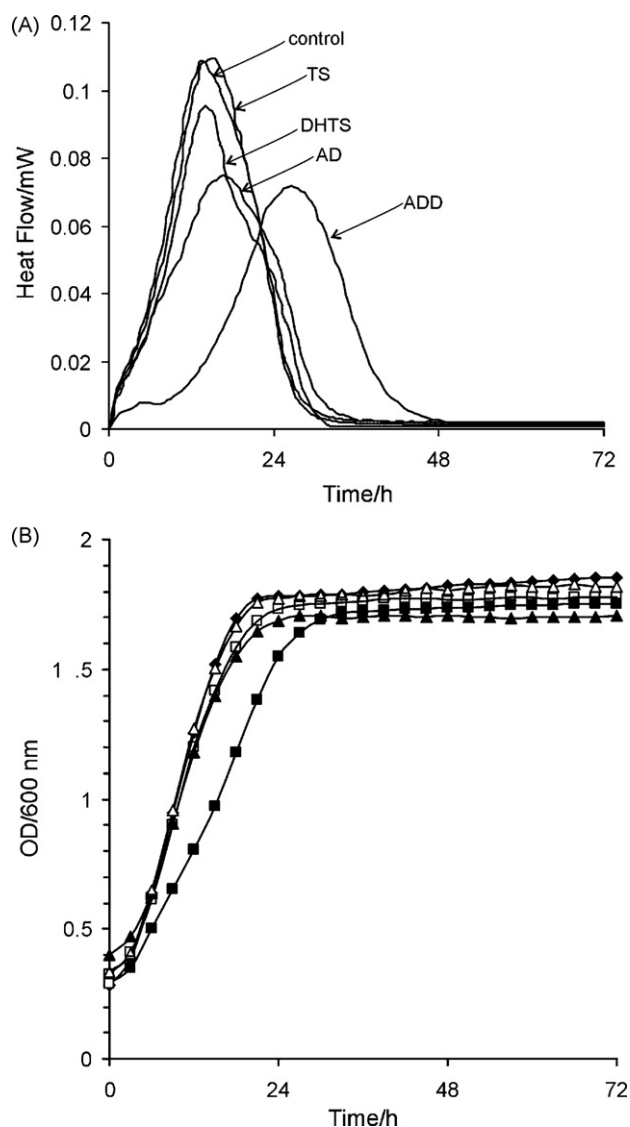 (A)
0.12
0.1
0.08
0.06
0.04
0.02
0
Heat Flow/mW
control
TS
DHTS
AD
ADD
0 24 48 72
Time/h
(B)
2
1.5
1
0.5
0
OD/600 nm
0 24 48 72
Time/h